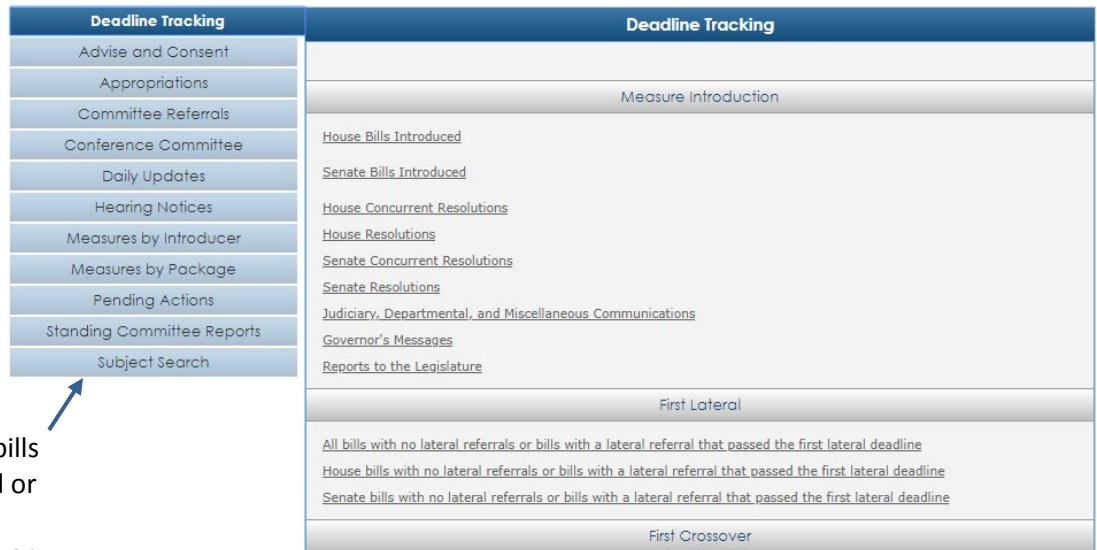 Deadline Tracking
Advise and Consent
Appropriations
Committee Referrals
Conference Committee
Daily Updates
Hearing Notices
Measures by Introducer
Measures by Package
Pending Actions
Standing Committee Reports
Subject Search
bills
or
Deadline Tracking
Measure Introduction
House Bills Introduced
Senate Bills Introduced
House Concurrent Resolutions
House Resolutions
Senate Concurrent Resolutions
Senate Resolutions
Judiciary, Departmental, and Miscellaneous Communications
Governor's Messages
Reports to the Legislature
First Lateral
All bills with no lateral referrals or bills with a lateral referral that passed the first lateral deadline
House bills with no lateral referrals or bills with a lateral referral that passed the first lateral deadline
Senate bills with no lateral referrals or bills with a lateral referral that passed the first lateral deadline
First Crossover